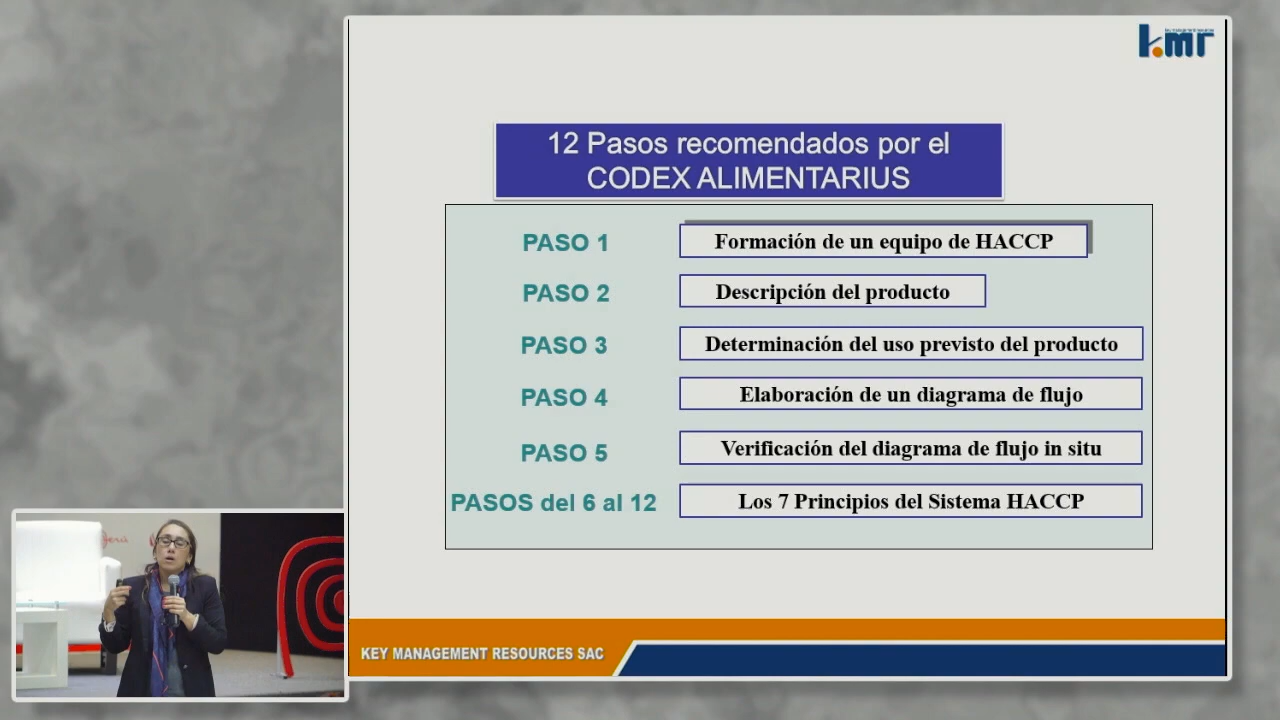 kmr
12 Pasos recomendados por el
CODEX ALIMENTARIUS
PASO 1
Formación de un equipo de HACCP
PASO 2
Descripción del producto
PASO 3
Determinación del uso previsto del producto
PASO 4
Elaboración de un diagrama de flujo
PASO 5
Verificación del diagrama de flujo in situ
PASOS del 6 al 12
Los 7 Principios del Sistema HACCP
KEY MANAGEMENT RESOURCES SAC